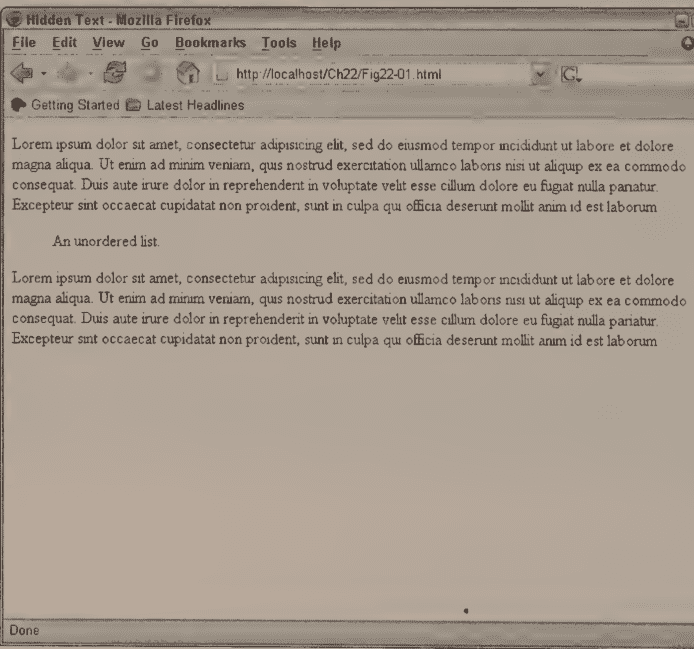 Hidden Text - Mozilla Firefox
File Edit View Go Bookmarks Tools Help
http://localhost/Ch22/Fig22-01.html G
Getting Started Latest Headlines
Lorem ipsum dolor sit amet, consectetur adipisicing elit, sed do eiusmod tempor incididunt ut labore et dolore
magna aliqua. Ut enim ad minim veniam, quis nostrud exercitation ullamco laboris nisi ut aliquip ex ea commodo
consequat. Duis aute irure dolor in reprehenderit in voluptate velit esse cillum dolore eu fugiat nulla pariatur.
Excepteur sint occaecat cupidatat non proident, sunt in culpa qui officia deserunt mollit anim id est laborum
An unordered list.
Lorem ipsum dolor sit amet, consectetur adipisicing elit, sed do eiusmod tempor incididunt ut labore et dolore
magna aliqua. Ut enim ad minim veniam, quis nostrud exercitation ullamco laboris nisi ut aliquip ex ea commodo
consequat. Duis aute irure dolor in reprehenderit in voluptate velit esse cillum dolore eu fugiat nulla pariatur.
Excepteur sint occaecat cupidatat non proident, sunt in culpa qui officia deserunt mollit anim id est laborum
Done